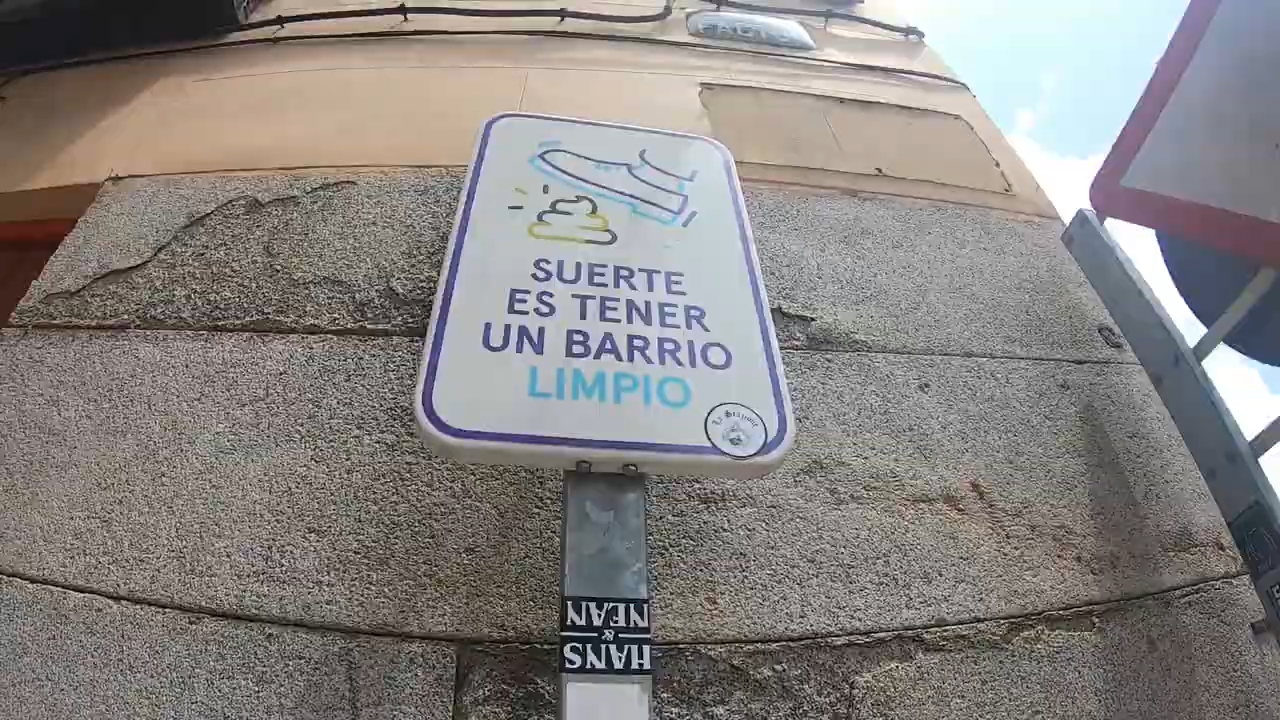 SUERTE
ES TENER
UN BARRIO
LIMPIO
HANS
&
NEAN